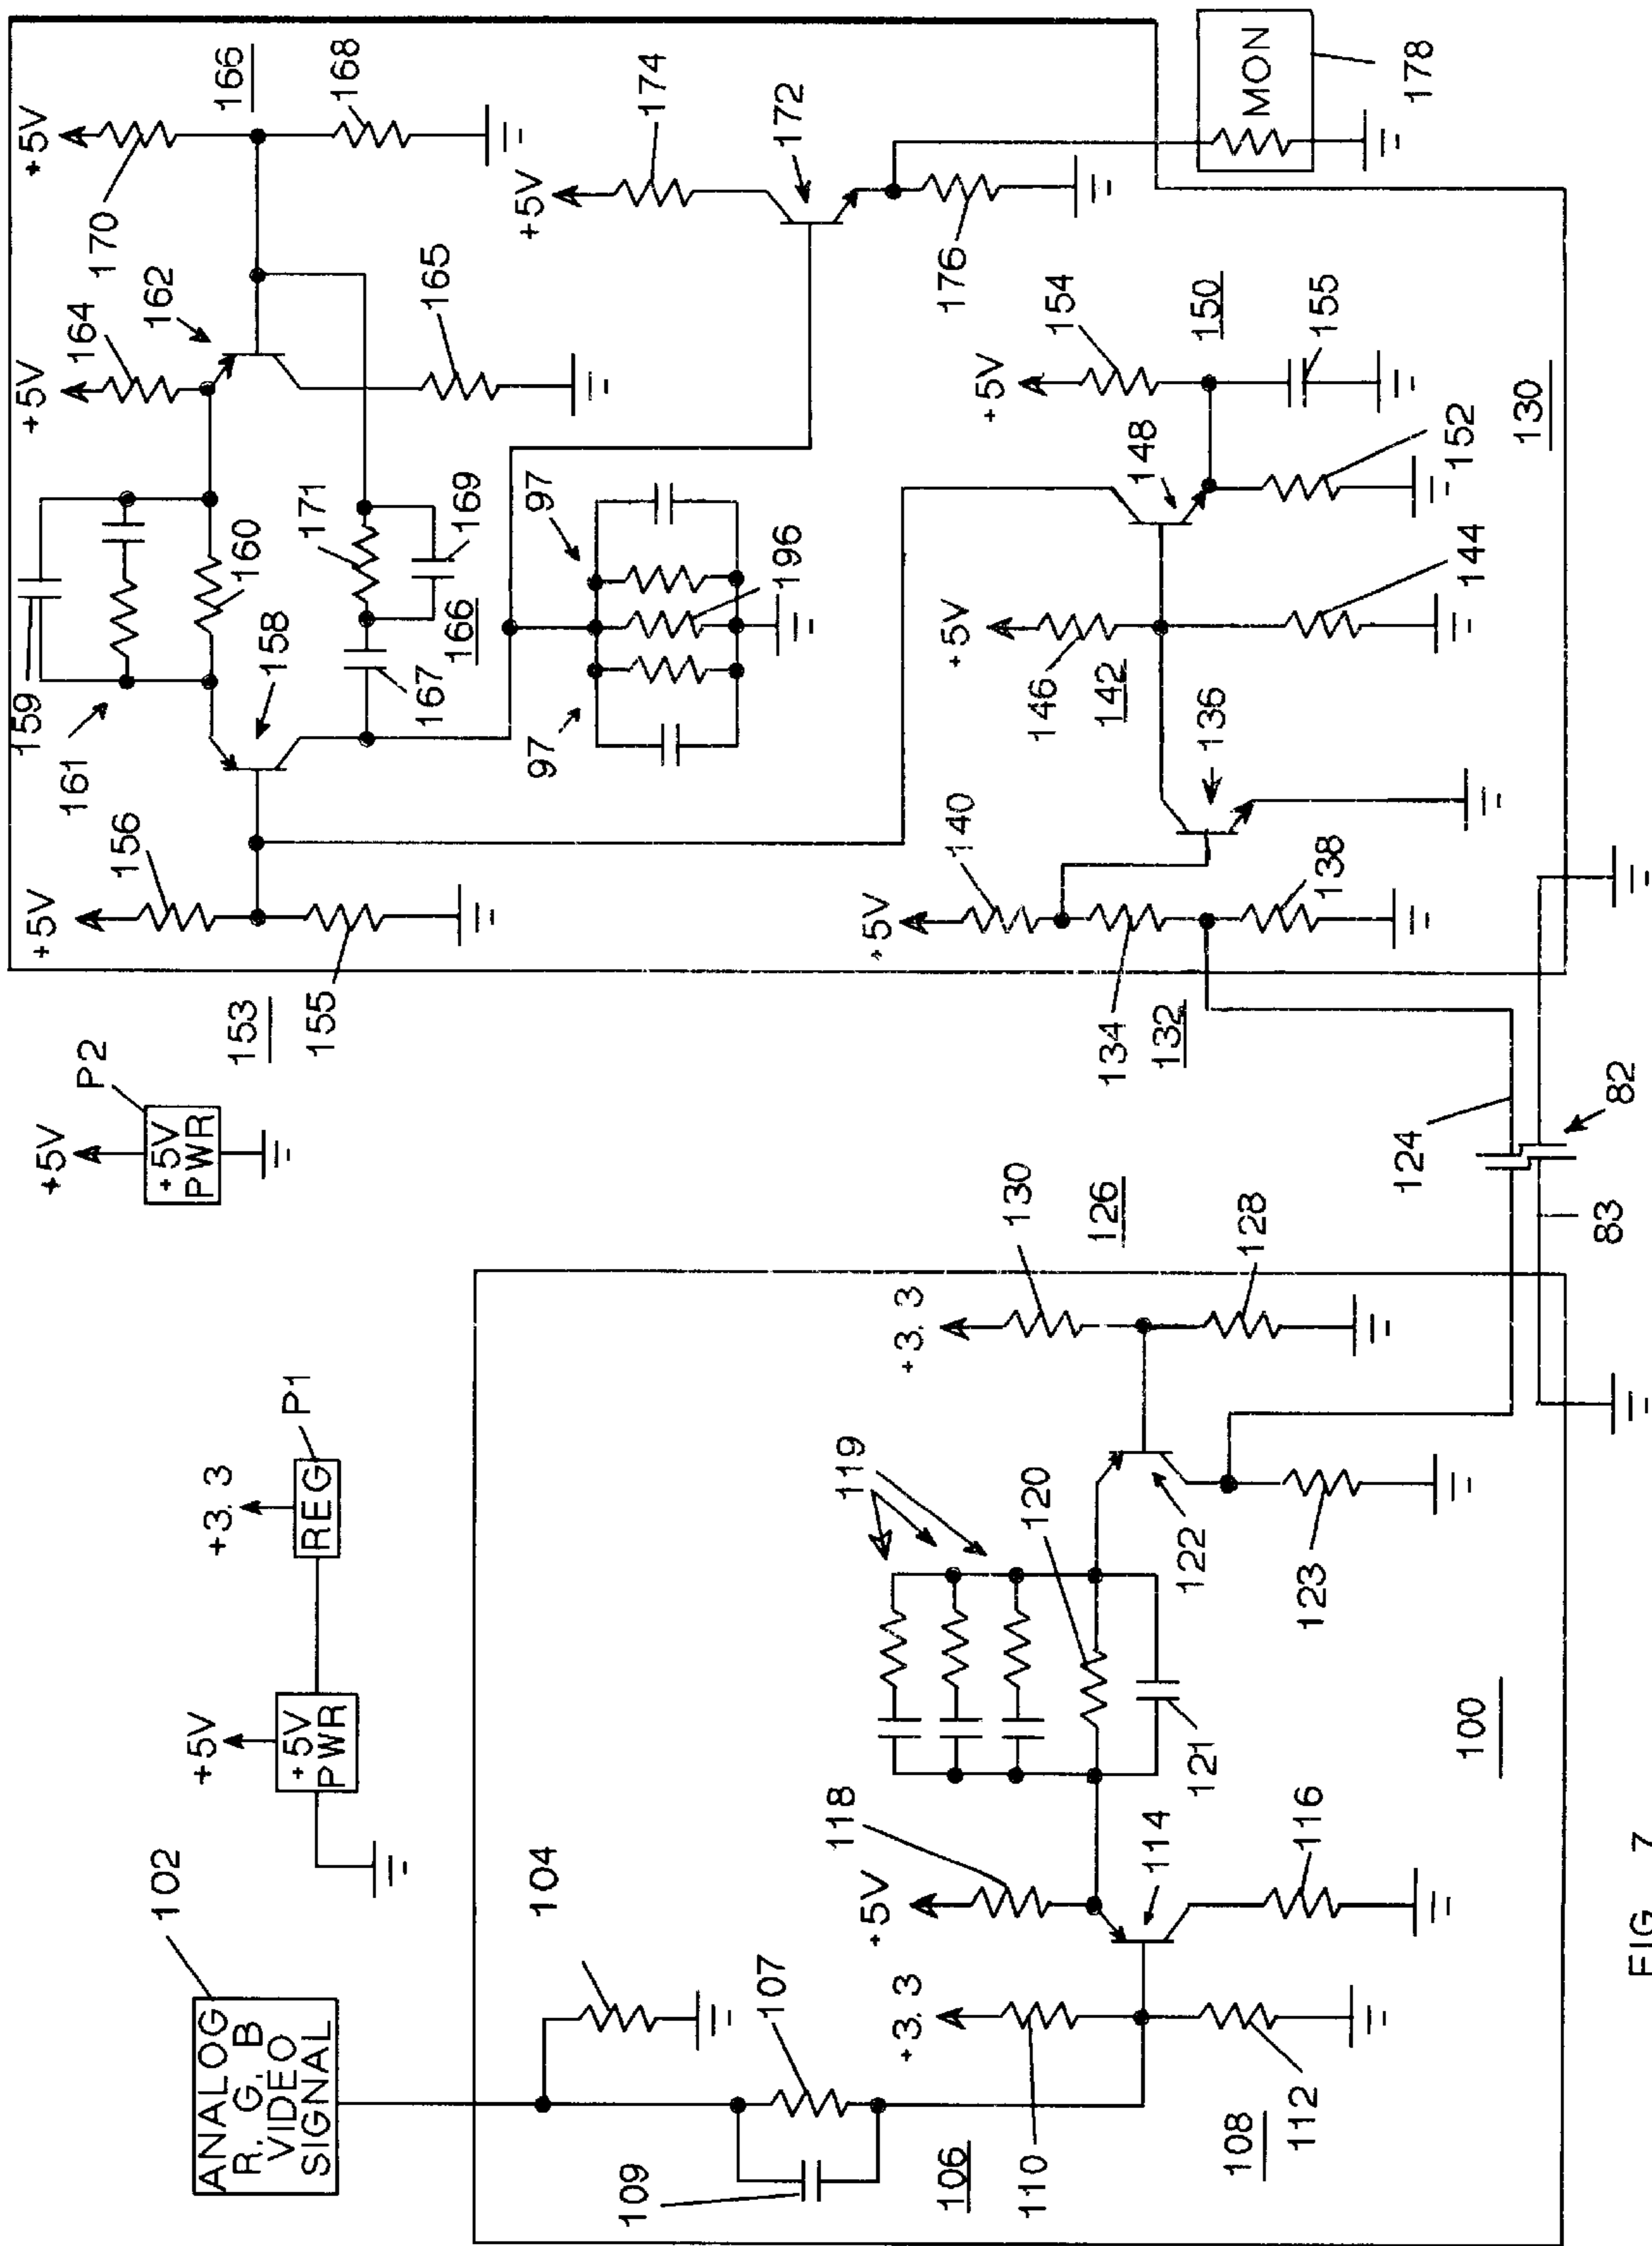 ANALOG
R, G, B
VIDEO
SIGNAL
102
+5V
+5V
PWR
+3.3
REG
P1
+5V
+5V
PWR
P2
104
107
109
106
+3.3
110
108
112
+5V
118
114
116
119
120
121
122
123
+3.3
130
126
128
100
124
82
83
+5V
156
153
155
159
161
158
160
+5V
164
162
165
+5V
170
166
168
171
169
167
166
97
97
196
+5V
174
172
176
MON
178
+5V
140
134
132
138
136
+5V
146
142
144
148
+5V
154
150
155
152
130
FIG. 7